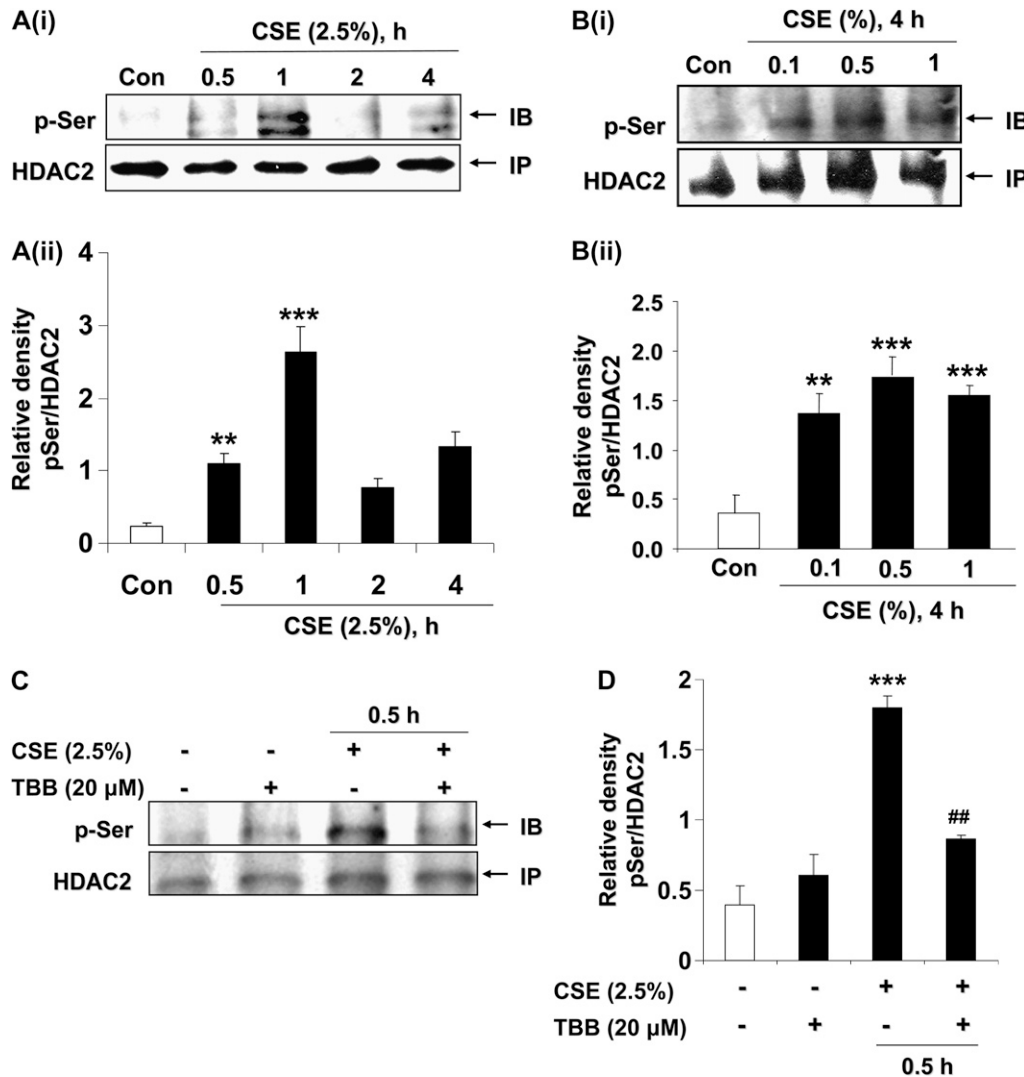 A(i)
CSE (2.5%), h
Con 0.5 1 2 4
p-Ser IB
HDAC2 IP
B(i)
CSE (%), 4 h
Con 0.1 0.5 1
p-Ser IB
HDAC2 IP
A(ii)
Relative density
pSer/HDAC2
4
3
2
1
0
**
***
Con 0.5 1 2 4
CSE (2.5%), h
B(ii)
Relative density
pSer/HDAC2
2.5
2.0
1.5
1.0
0.5
0.0
**
***
***
Con 0.1 0.5 1
CSE (%), 4 h
C
0.5 h
CSE (2.5%) - - + +
TBB (20 µM) - + - +
p-Ser IB
HDAC2 IP
D
Relative density
pSer/HDAC2
2
1.5
1
0.5
0
***
##
CSE (2.5%) - - + +
TBB (20 µM) - + - +
0.5 h